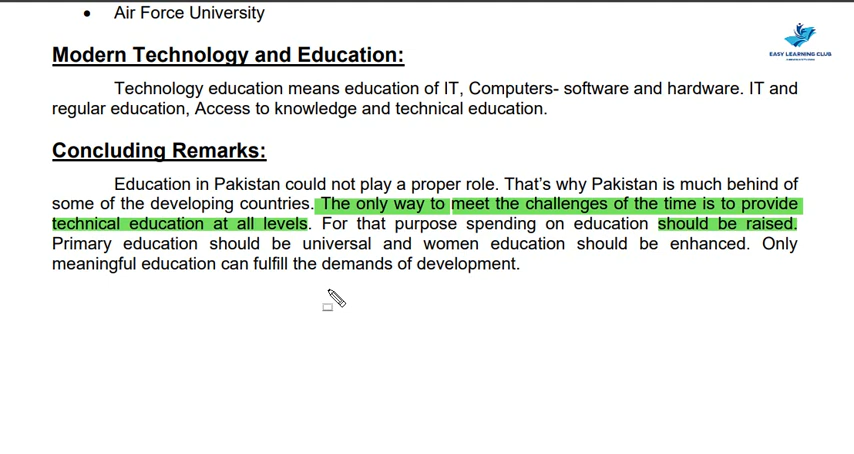 • Air Force University
Modern Technology and Education:
EASY LEARNING CLUB
Technology education means education of IT, Computers- software and hardware. IT and
regular education, Access to knowledge and technical education.
Concluding Remarks:
Education in Pakistan could not play a proper role. That’s why Pakistan is much behind of
some of the developing countries. The only way to meet the challenges of the time is to provide
technical education at all levels. For that purpose spending on education should be raised.
Primary education should be universal and women education should be enhanced. Only
meaningful education can fulfill the demands of development.